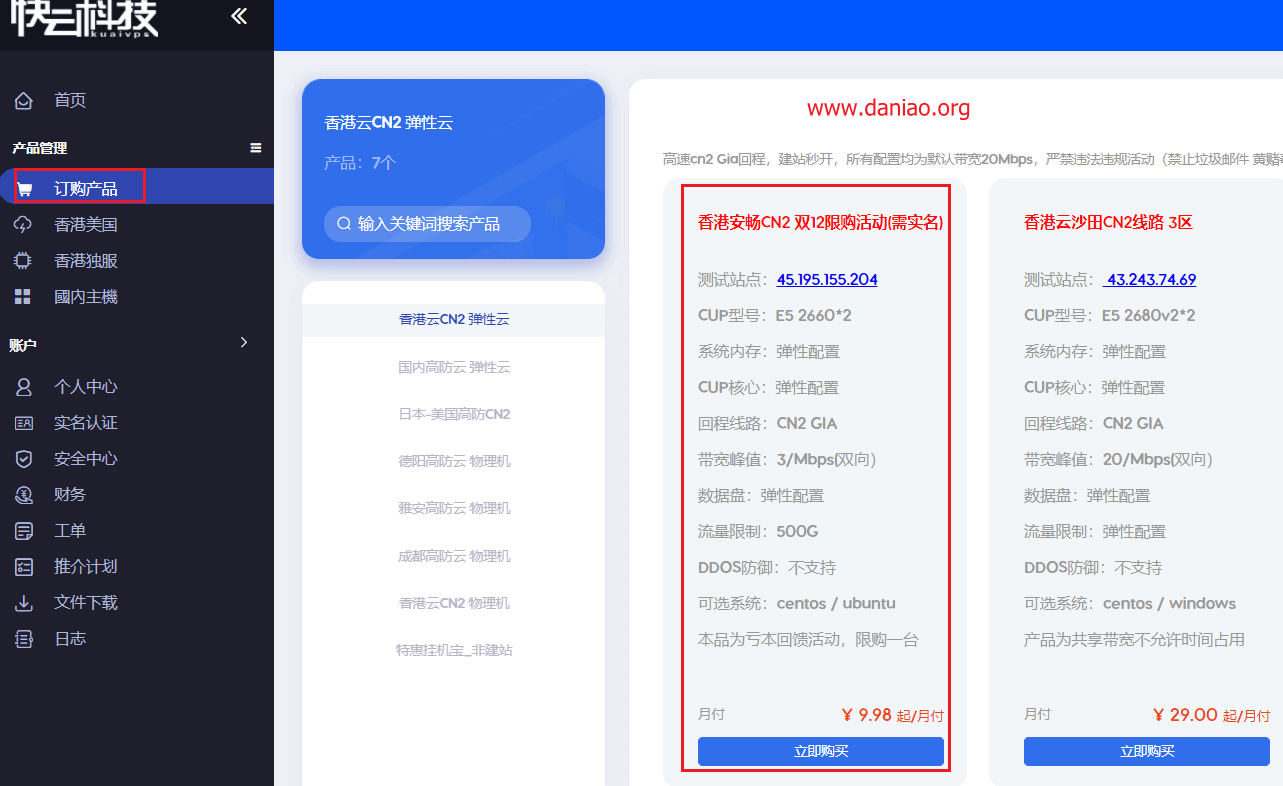 快云科技
kuaivps
首页
产品管理
订购产品
香港美国
香港独服
國内主機
账户
个人中心
实名认证
安全中心
财务
工单
推介计划
文件下载
日志
香港云CN2 弹性云
产品：7个
输入关键词搜索产品
香港云CN2 弹性云
国内高防云 弹性云
日本-美国高防CN2
德阳高防云 物理机
雅安高防云 物理机
成都高防云 物理机
香港云CN2 物理机
特惠挂机宝_非建站
www.daniao.org
高速cn2 Gia回程，建站秒开，所有配置均为默认带宽20Mbps，严禁违法违规活动（禁止垃圾邮件 黄赌
香港安畅CN2 双12限购活动(需实名)
测试站点：45.195.155.204
CUP型号：E5 2660*2
系统内存：弹性配置
CUP核心：弹性配置
回程线路：CN2 GIA
带宽峰值：3/Mbps(双向)
数据盘：弹性配置
流量限制：500G
DDOS防御：不支持
可选系统：centos / ubuntu
本品为亏本回馈活动，限购一台
月付
¥ 9.98 起/月付
立即购买
香港云沙田CN2线路 3区
测试站点：43.243.74.69
CUP型号：E5 2680v2*2
系统内存：弹性配置
CUP核心：弹性配置
回程线路：CN2 GIA
带宽峰值：20/Mbps(双向)
数据盘：弹性配置
流量限制：弹性配置
DDOS防御：不支持
可选系统：centos / windows
产品为共享带宽不允许时间占用
月付
¥ 29.00 起/月付
立即购买